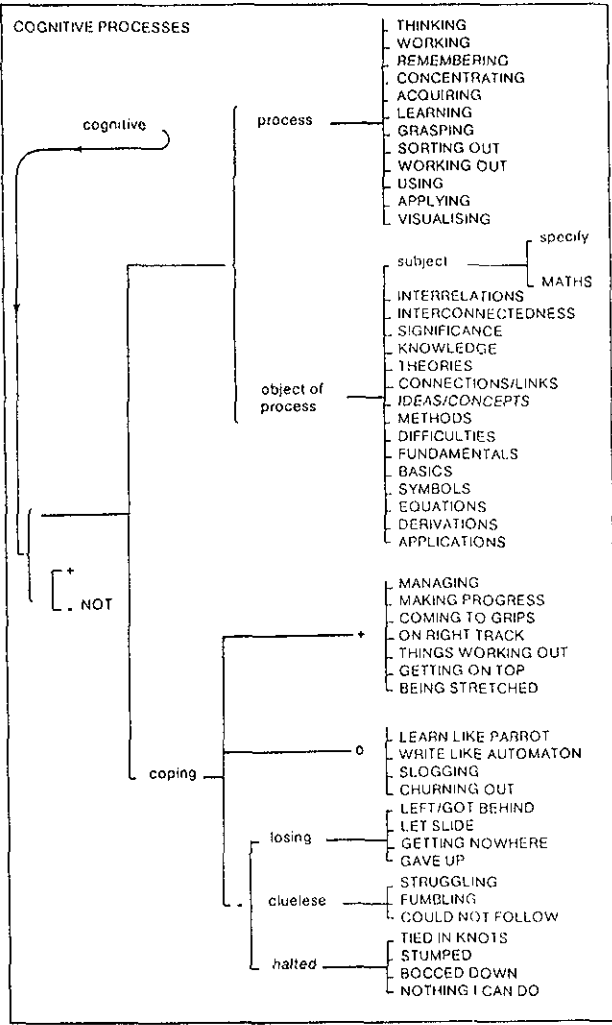 COGNITIVE PROCESSES
THINKING
WORKING
REMEMBERING
CONCENTRATING
ACQUIRING
LEARNING
GRASPING
SORTING OUT
WORKING OUT
USING
APPLYING
VISUALISING
cognitive
process
specify
subject
MATHS
INTERRELATIONS
INTERCONNECTEDNESS
SIGNIFICANCE
KNOWLEDGE
THEORIES
CONNECTIONS/LINKS
IDEAS/CONCEPTS
METHODS
DIFFICULTIES
FUNDAMENTALS
BASICS
SYMBOLS
EQUATIONS
DERIVATIONS
APPLICATIONS
object of
process
+
- NOT
MANAGING
MAKING PROGRESS
COMING TO GRIPS
+ ON RIGHT TRACK
THINGS WORKING OUT
GETTING ON TOP
BEING STRETCHED
LEARN LIKE PARROT
o WRITE LIKE AUTOMATON
SLOGGING
CHURNING OUT
coping
LEFT/GOT BEHIND
losing
LET SLIDE
GETTING NOWHERE
GAVE UP
-
STRUGGLING
cluelese
FUMBLING
COULD NOT FOLLOW
TIED IN KNOTS
STUMPED
halted
BOCCED DOWN
NOTHING I CAN DO